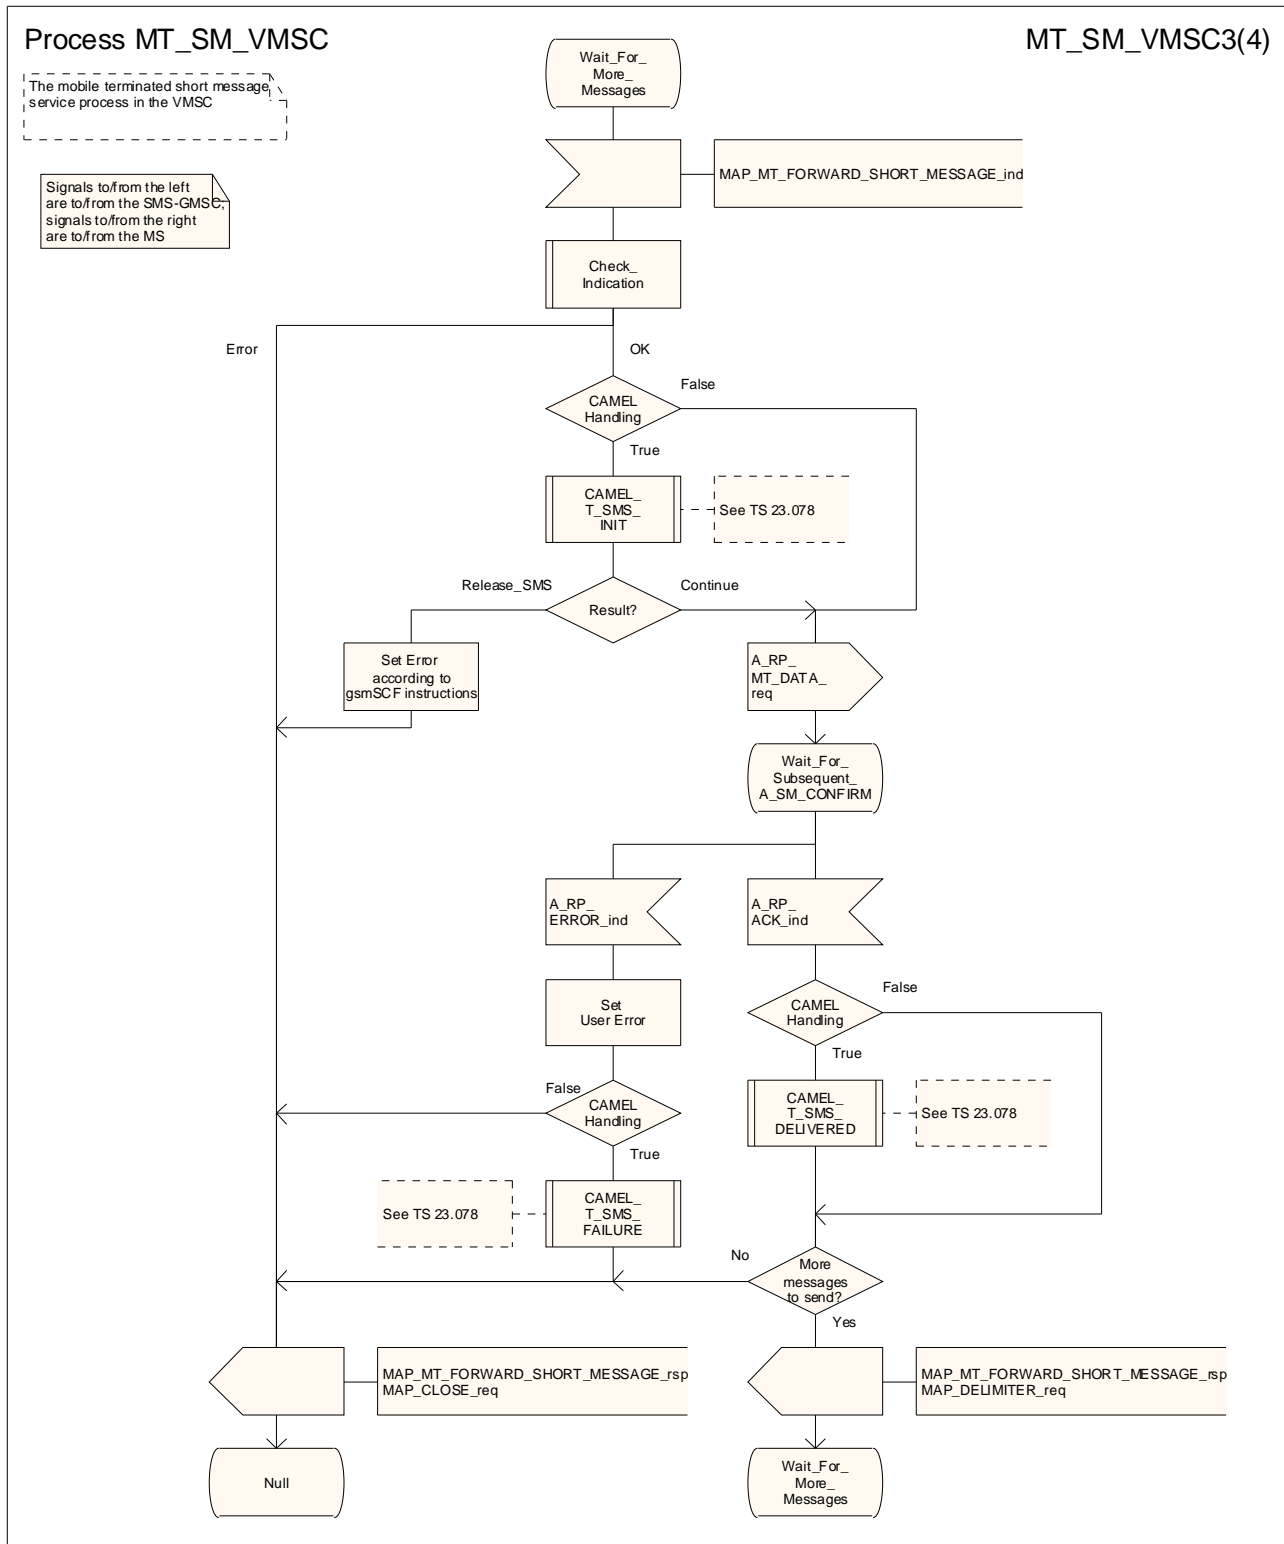 Process MT_SM_VMSC
MT_SM_VMSC3(4)
The mobile terminated short message
service process in the VMSC
Signals to/from the left
are to/from the SMS-GMSC;
signals to/from the right
are to/from the MS
Wait_For_
More_
Messages
MAP_MT_FORWARD_SHORT_MESSAGE_ind
Check_
Indication
Error
OK
CAMEL
Handling
False
True
CAMEL_
T_SMS_
INIT
See TS 23.078
Release_SMS
Result?
Continue
Set Error
according to
gsmSCF instructions
A_RP_
MT_DATA_
req
Wait_For_
Subsequent_
A_SM_CONFIRM
A_RP_
ERROR_ind
A_RP_
ACK_ind
Set
User Error
CAMEL
Handling
False
True
False
CAMEL
Handling
True
CAMEL_
T_SMS_
DELIVERED
See TS 23.078
See TS 23.078
CAMEL_
T_SMS_
FAILURE
No
More
messages
to send?
Yes
MAP_MT_FORWARD_SHORT_MESSAGE_rsp
MAP_CLOSE_req
MAP_MT_FORWARD_SHORT_MESSAGE_rsp
MAP_DELIMITER_req
Null
Wait_For_
More_
Messages